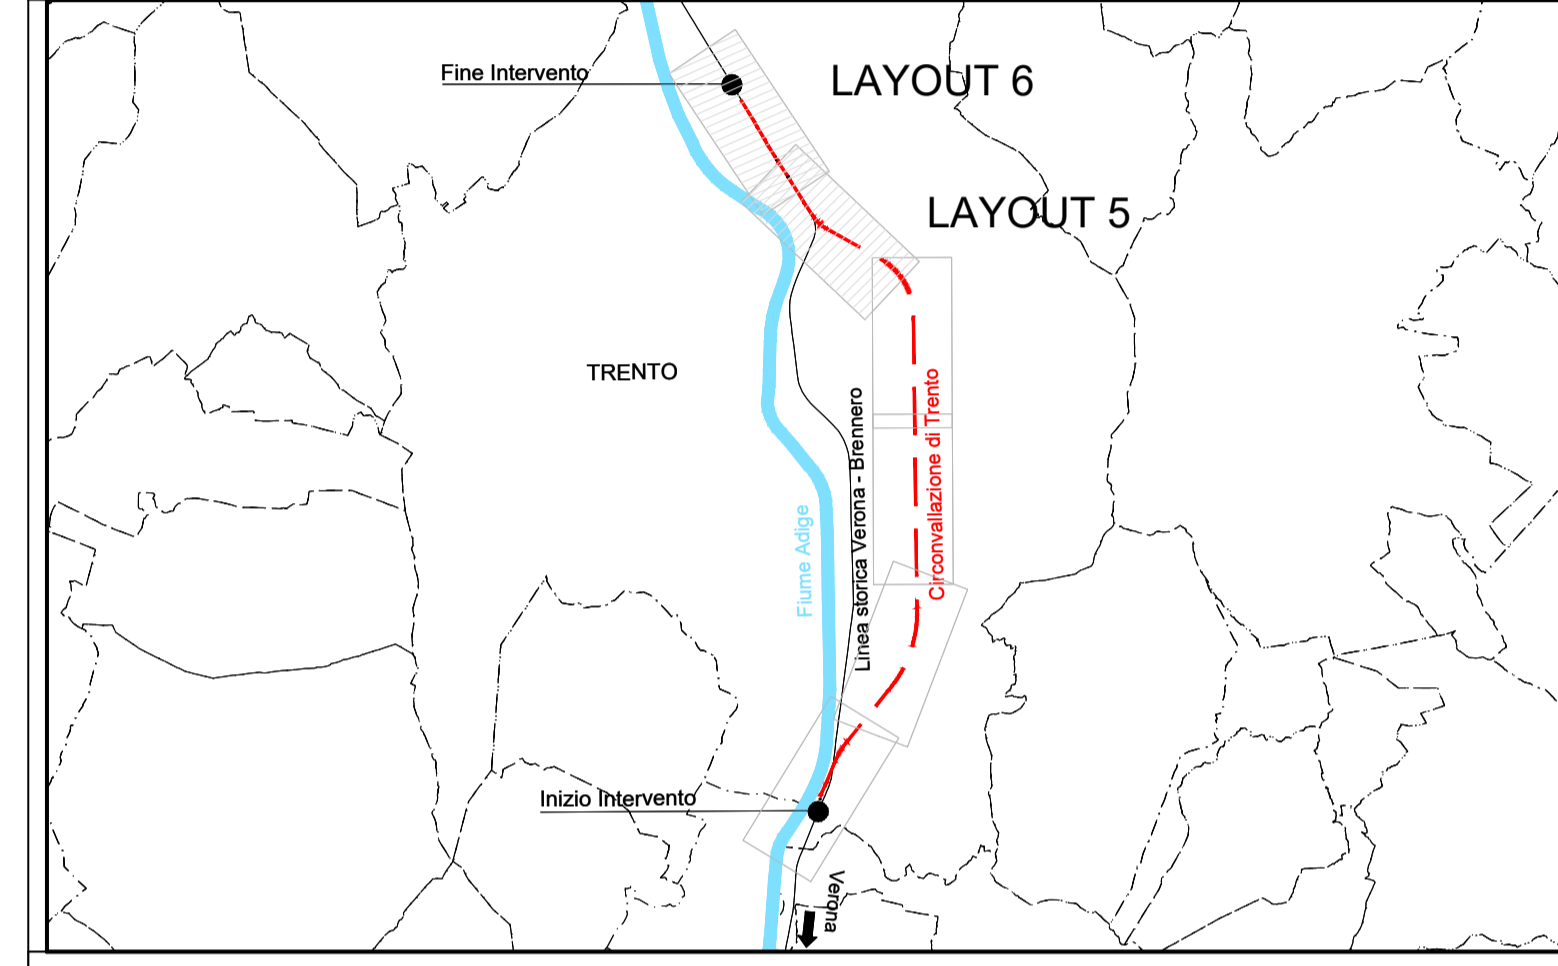 Fine Intervento
LAYOUT 6
LAYOUT 5
TRENTO
Circonvallazione di Trento
Linea storica Verona - Brennero
Fiume Adige
Inizio Intervento
Verona